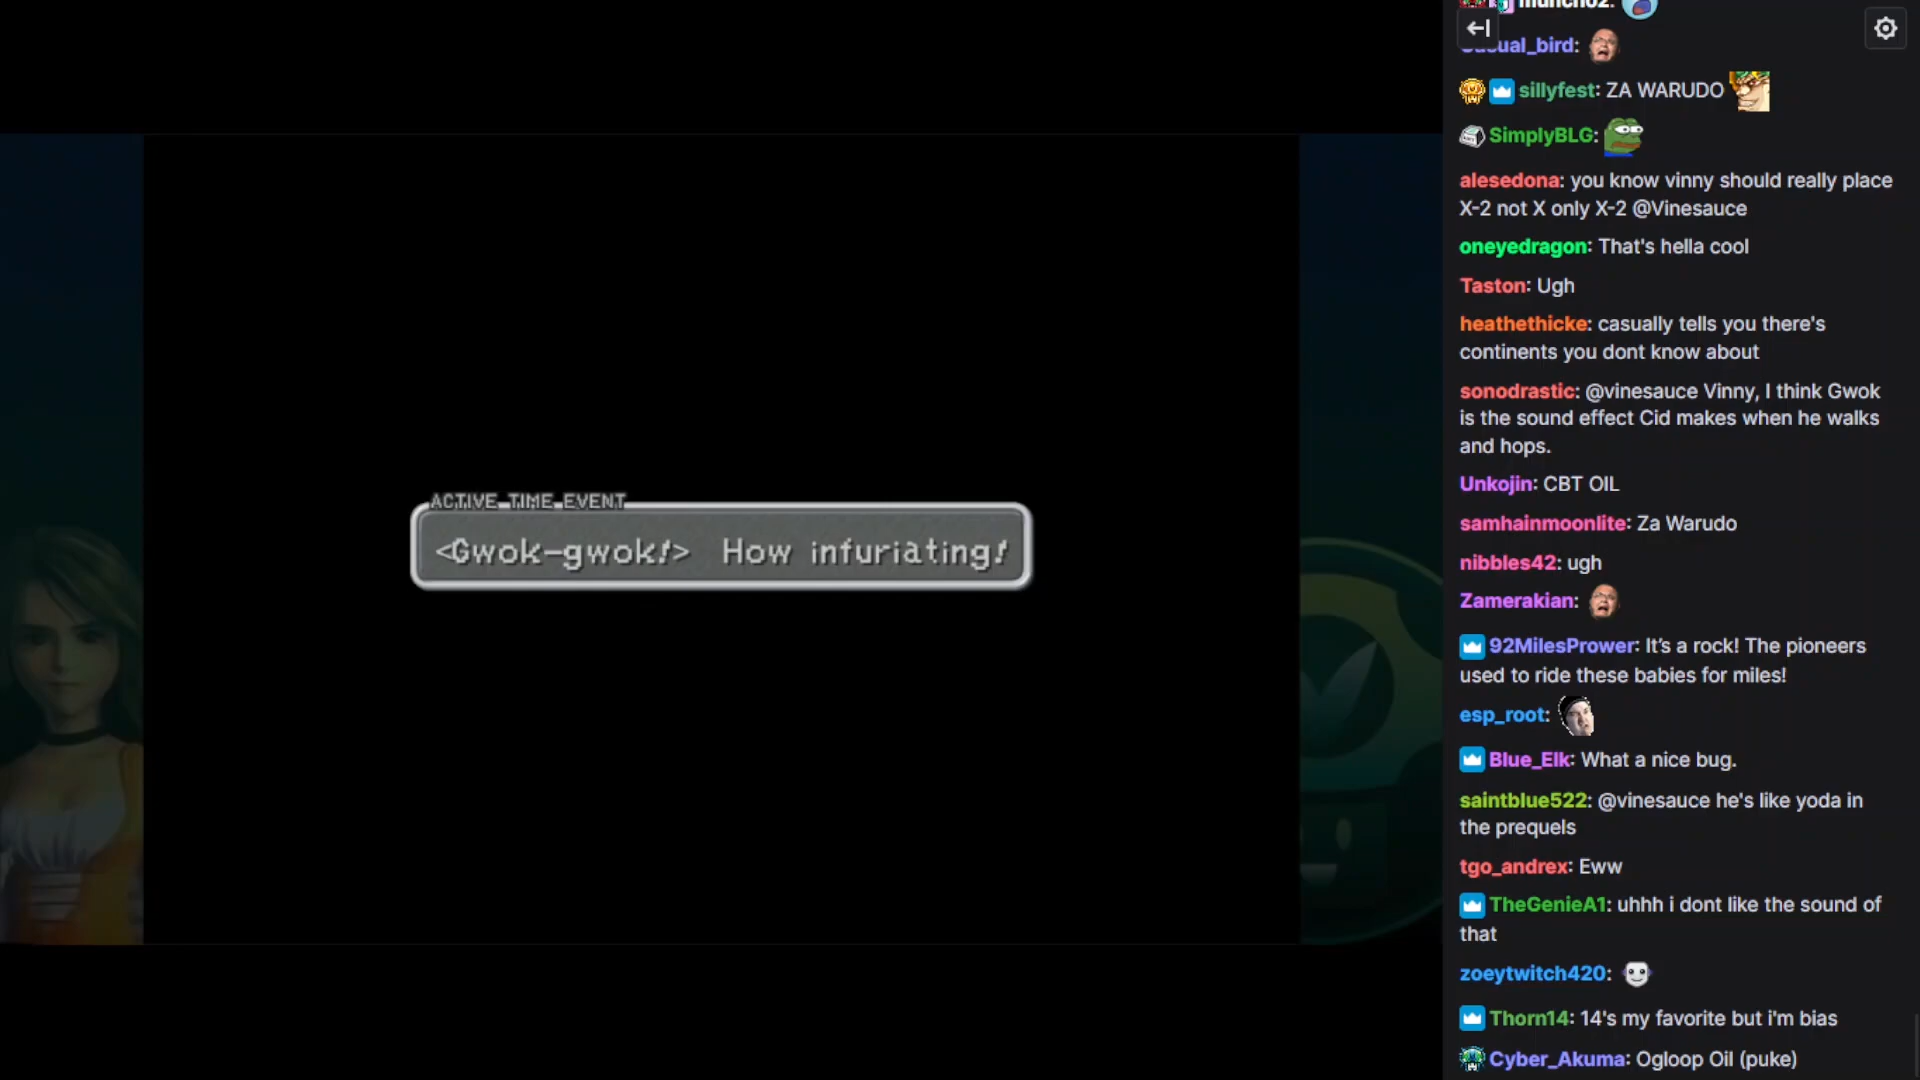 ACTIVE TIME EVENT
<Gwok-gwok!> How infuriating!
muncho2:
sual_bird:
sillyfest: ZA WARUDO
SimplyBLG:
alesedona: you know vinny should really place
X-2 not X only X-2 @Vinesauce
oneyedragon: That's hella cool
Taston: Ugh
heathethicke: casually tells you there's
continents you dont know about
sonodrastic: @vinesauce Vinny, I think Gwok
is the sound effect Cid makes when he walks
and hops.
Unkojin: CBT OIL
samhainmoonlite: Za Warudo
nibbles42: ugh
Zamerakian:
92MilesPrower: It’s a rock! The pioneers
used to ride these babies for miles!
esp_root:
Blue_Elk: What a nice bug.
saintblue522: @vinesauce he's like yoda in
the prequels
tgo_andrex: Eww
TheGenieA1: uhhh i dont like the sound of
that
zoeytwitch420:
Thorn14: 14's my favorite but i'm bias
Cyber_Akuma: Ogloop Oil (puke)